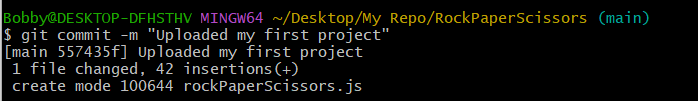 Bobby@DESKTOP-DFHSTHV MINGW64 ~/Desktop/My Repo/RockPaperScissors (main)
$ git commit -m "Uploaded my first project"
[main 557435f] Uploaded my first project
 1 file changed, 42 insertions(+)
 create mode 100644 rockPaperScissors.js